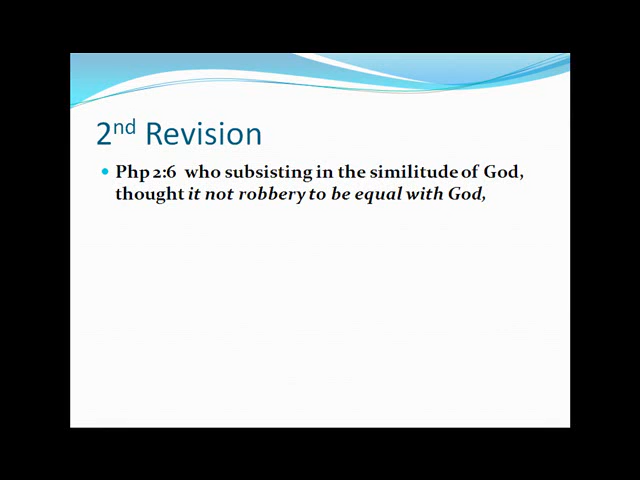 2nd Revision
Php 2:6 who subsisting in the similitude of God,
thought it not robbery to be equal with God,